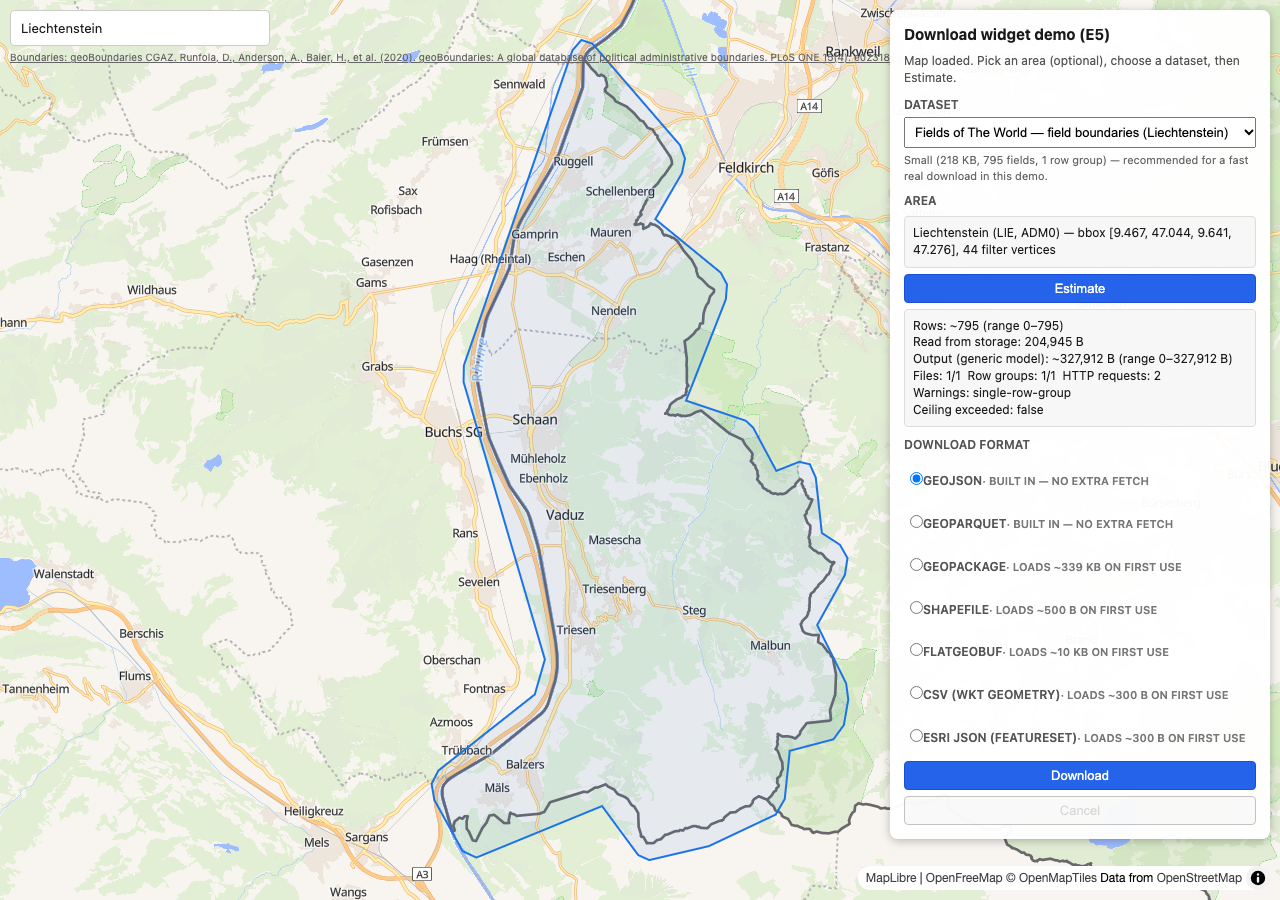 Liechtenstein
Boundaries: geoBoundaries CGAZ. Runfola, D., Anderson, A., Baier, H., et al. (2020). geoBoundaries: A global database of political administrative boundaries. PLoS ONE 15(4),
Rankweil
Sennwald
A14
Frümsen
Ruggell
Feldkirch
Göfis
Schellenberg
Sax
A14
Rofisbach
Gamprin
Mauren
Frastanz
Haag (Rheintal)
Eschen
Gasenzen
Gams
Wildhaus
Nendeln
Rhine
Grabs
Schaan
Buchs SG
Mühleholz
Ebenholz
Vaduz
Rans
Masescha
Walenstadt
Sevelen
Triesenberg
Steg
Berschis
Triesen
Malbun
Oberschan
Flums
Tannenheim
Fontnas
Azmoos
Trübbach
Balzers
Mäls
Heiligkreuz
Sargans
Mels
A3
Wangs
Download widget demo (E5)
Map loaded. Pick an area (optional), choose a dataset, then
Estimate.
DATASET
Fields of The World — field boundaries (Liechtenstein)
Small (218 KB, 795 fields, 1 row group) — recommended for a fast
real download in this demo.
AREA
Liechtenstein (LIE, ADM0) — bbox [9.467, 47.044, 9.641,
47.276], 44 filter vertices
Estimate
Rows: ~795 (range 0–795)
Read from storage: 204,945 B
Output (generic model): ~327,912 B (range 0–327,912 B)
Files: 1/1 Row groups: 1/1 HTTP requests: 2
Warnings: single-row-group
Ceiling exceeded: false
DOWNLOAD FORMAT
GEOJSON · BUILT IN — NO EXTRA FETCH
GEOPARQUET · BUILT IN — NO EXTRA FETCH
GEOPACKAGE · LOADS ~339 KB ON FIRST USE
SHAPEFILE · LOADS ~500 B ON FIRST USE
FLATGEOBUF · LOADS ~10 KB ON FIRST USE
CSV (WKT GEOMETRY) · LOADS ~300 B ON FIRST USE
ESRI JSON (FEATURESET) · LOADS ~300 B ON FIRST USE
Download
Cancel
MapLibre | OpenFreeMap © OpenMapTiles Data from OpenStreetMap